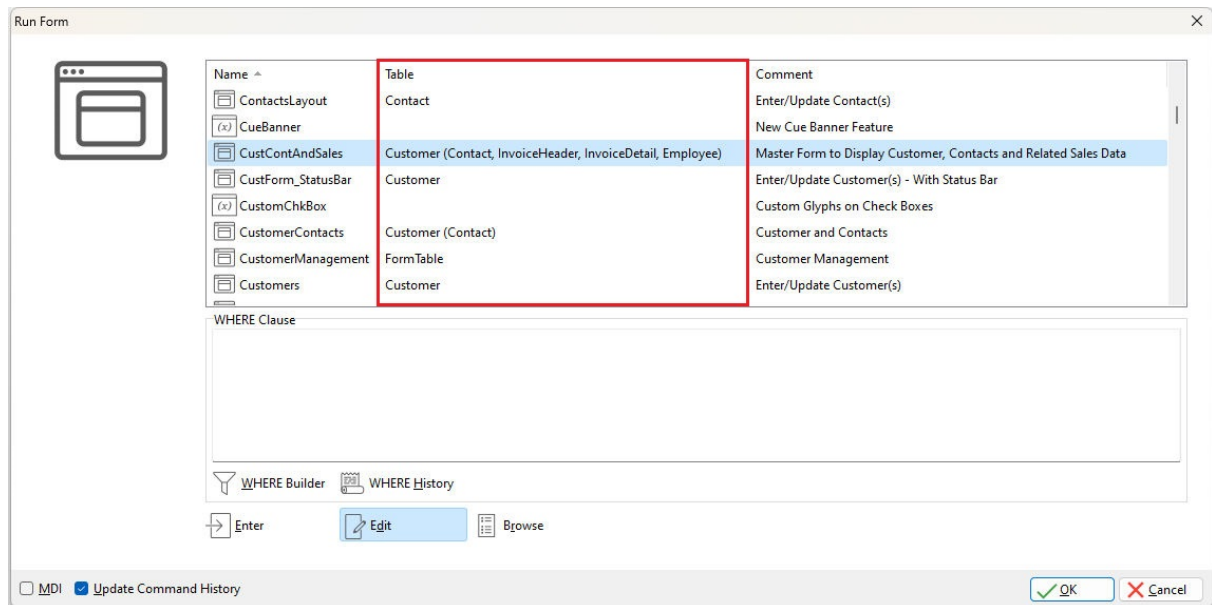 Run Form
Name Table Comment
ContactsLayout Contact Enter/Update Contact(s)
(x) CueBanner New Cue Banner Feature
CustContAndSales Customer (Contact, InvoiceHeader, InvoiceDetail, Employee) Master Form to Display Customer, Contacts and Related Sales Data
CustForm_StatusBar Customer Enter/Update Customer(s) - With Status Bar
(x) CustomChkBox Custom Glyphs on Check Boxes
CustomerContacts Customer (Contact) Customer and Contacts
CustomerManagement FormTable Customer Management
Customers Customer Enter/Update Customer(s)
WHERE Clause
WHERE Builder WHERE History
Enter Edit Browse
MDI Update Command History OK Cancel